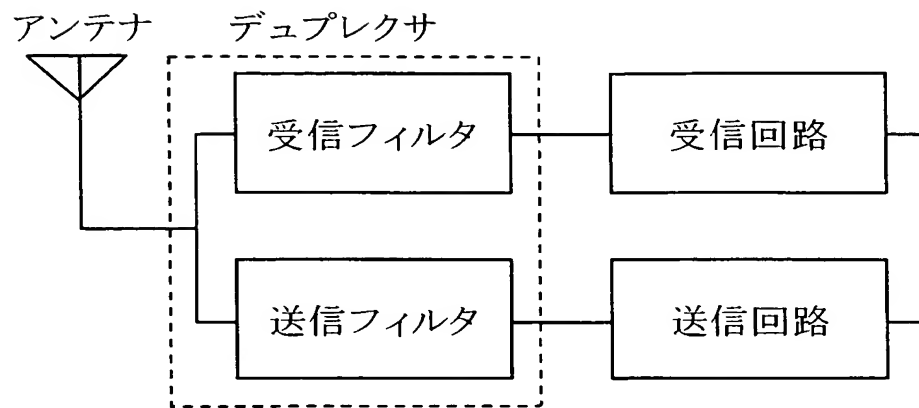 アンテナ
デュプレクサ
受信フィルタ
受信回路
送信フィルタ
送信回路